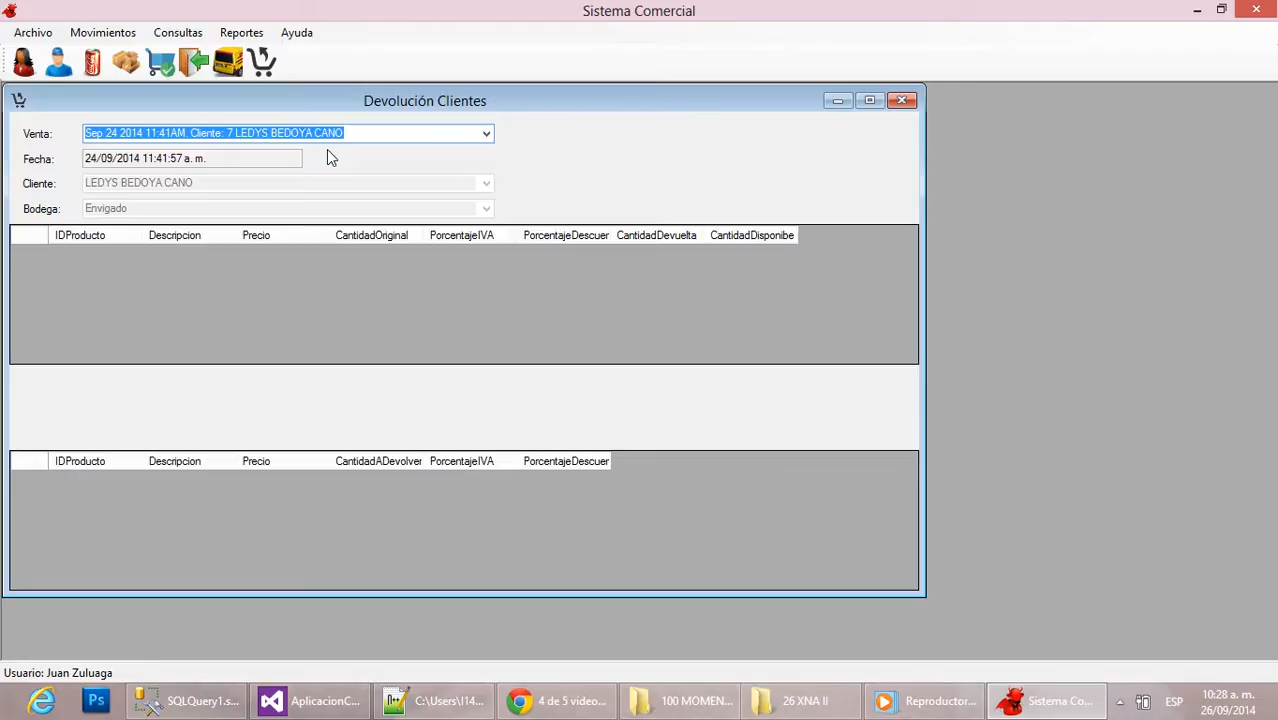 Sistema Comercial
Archivo Movimientos Consultas Reportes Ayuda
Devolución Clientes
Venta: Sep 24 2014 11:41AM. Cliente: 7 LEDYS BEDOYA CANO
Fecha: 24/09/2014 11:41:57 a. m.
Cliente: LEDYS BEDOYA CANO
Bodega: Envigado
IDProducto Descripcion Precio CantidadOriginal PorcentajeIVA PorcentajeDescuer CantidadDevuelta CantidadDisponibe
IDProducto Descripcion Precio CantidadADevolver PorcentajeIVA PorcentajeDescuer
Usuario: Juan Zuluaga
Ps SQLQuery1.s... AplicacionC... C:\Users\I14... 4 de 5 video... 100 MOMEN... 26 XNA II Reproductor... Sistema Co... ESP 10:28 a. m.
26/09/2014